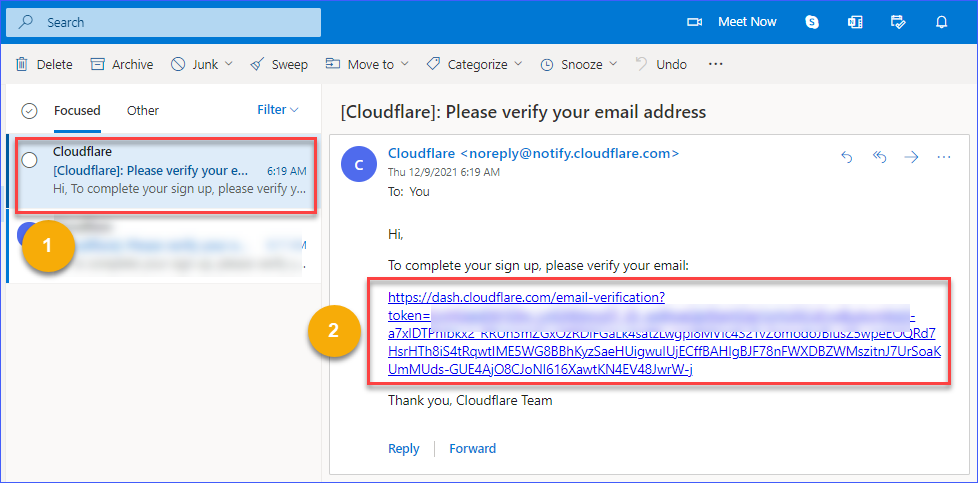 Search
Meet Now
Delete Archive Junk Sweep Move to Categorize Snooze Undo
Focused Other Filter
Cloudflare
[Cloudflare]: Please verify your e... 6:19 AM
Hi, To complete your sign up, please verify y...
1
[Cloudflare]: Please verify your email address
C
Cloudflare <noreply@notify.cloudflare.com>
Thu 12/9/2021 6:19 AM
To: You
Hi,
To complete your sign up, please verify your email:
2
https://dash.cloudflare.com/email-verification?
token=
HsrHTh8iS4tRqwtIME5WG8BBhKyzSaeHUigwuIUjECffBAHIgBJF78nFWXDBZWMszitnJ7UrSoaK
UmMUds-GUE4AjO8CJoNI616XawtKN4EV48JwrW-j
Thank you, Cloudflare Team
Reply Forward